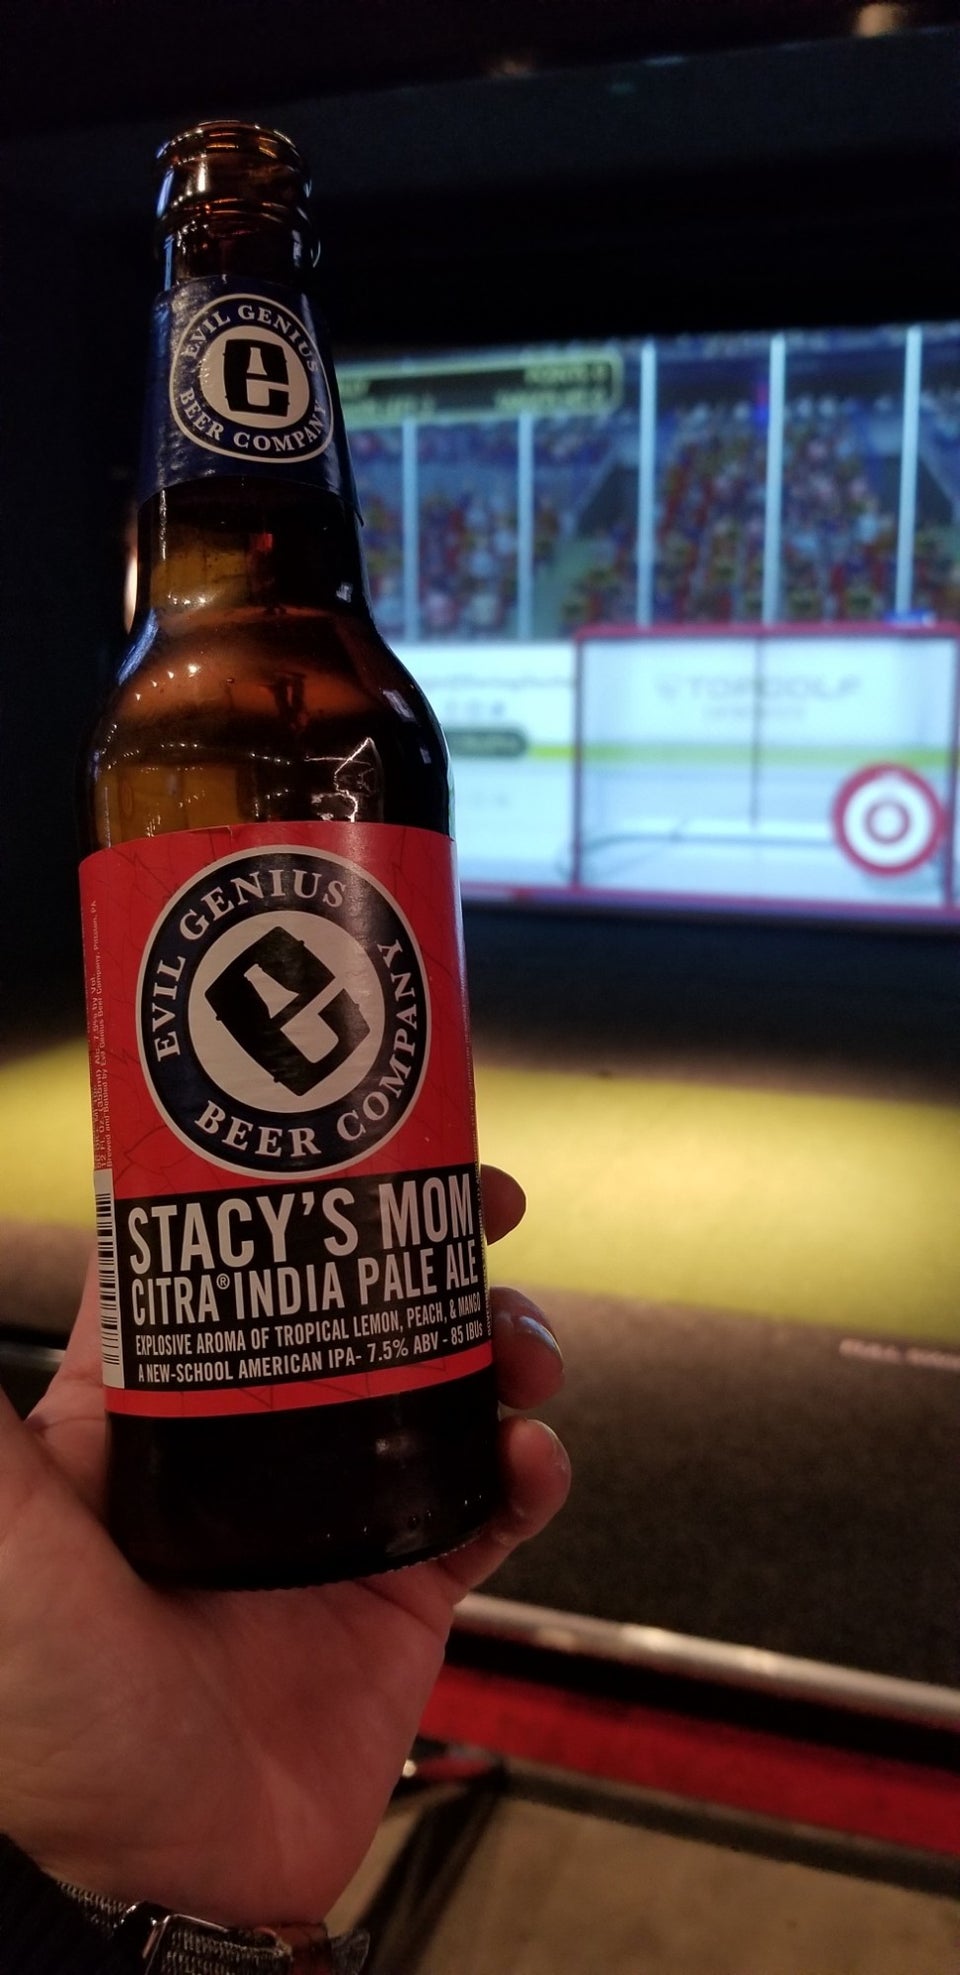 EVIL GENIUS
e
BEER COMPANY
EVIL GENIUS
e
BEER COMPANY
STACY'S MOM
CITRA® INDIA PALE ALE
EXPLOSIVE AROMA OF TROPICAL LEMON, PEACH, & MANGO
A NEW-SCHOOL AMERICAN IPA- 7.5% ABV - 85 IBUs
TOPGOLF